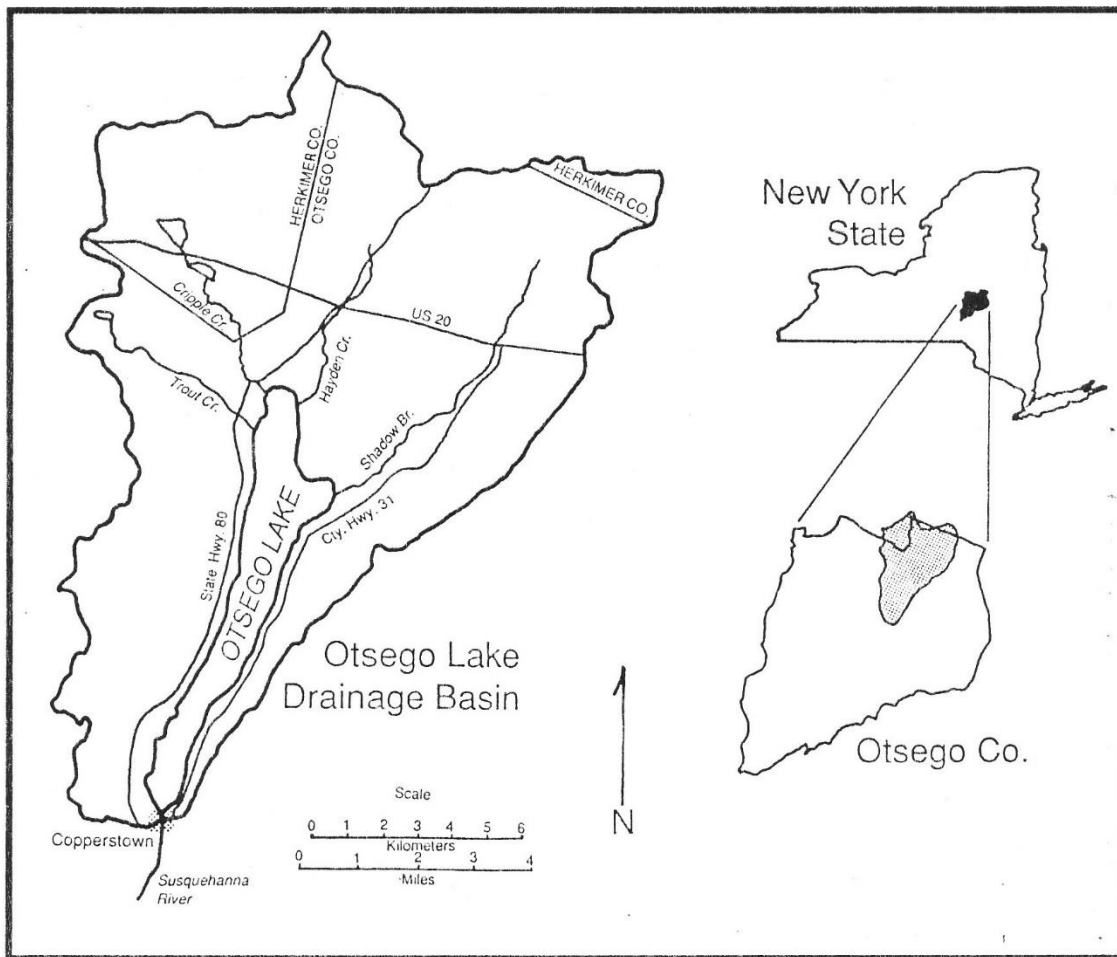 HERKIMER CO.
OTSEGO CO.
HERKIMER CO.
Cripple Cr.
US 20
Trout Cr.
Hayden Cr.
Shadow Br.
Cty. Hwy. 31
State Hwy. 80
OTSEGO LAKE
Otsego Lake
Drainage Basin
Copperstown
Susquehanna
River
Scale
0 1 2 3 4 5 6
Kilometers
0 1 2 3 4
Miles
N
New York
State
Otsego Co.